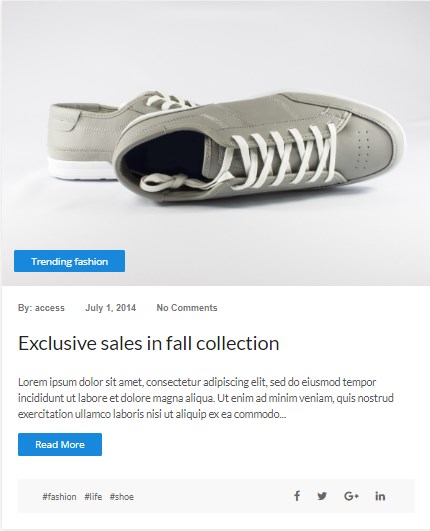 Trending fashion
By: access July 1, 2014 No Comments
Exclusive sales in fall collection
Lorem ipsum dolor sit amet, consectetur adipiscing elit, sed do eiusmod tempor
incididunt ut labore et dolore magna aliqua. Ut enim ad minim veniam, quis nostrud
exercitation ullamco laboris nisi ut aliquip ex ea commodo...
Read More
#fashion #life #shoe